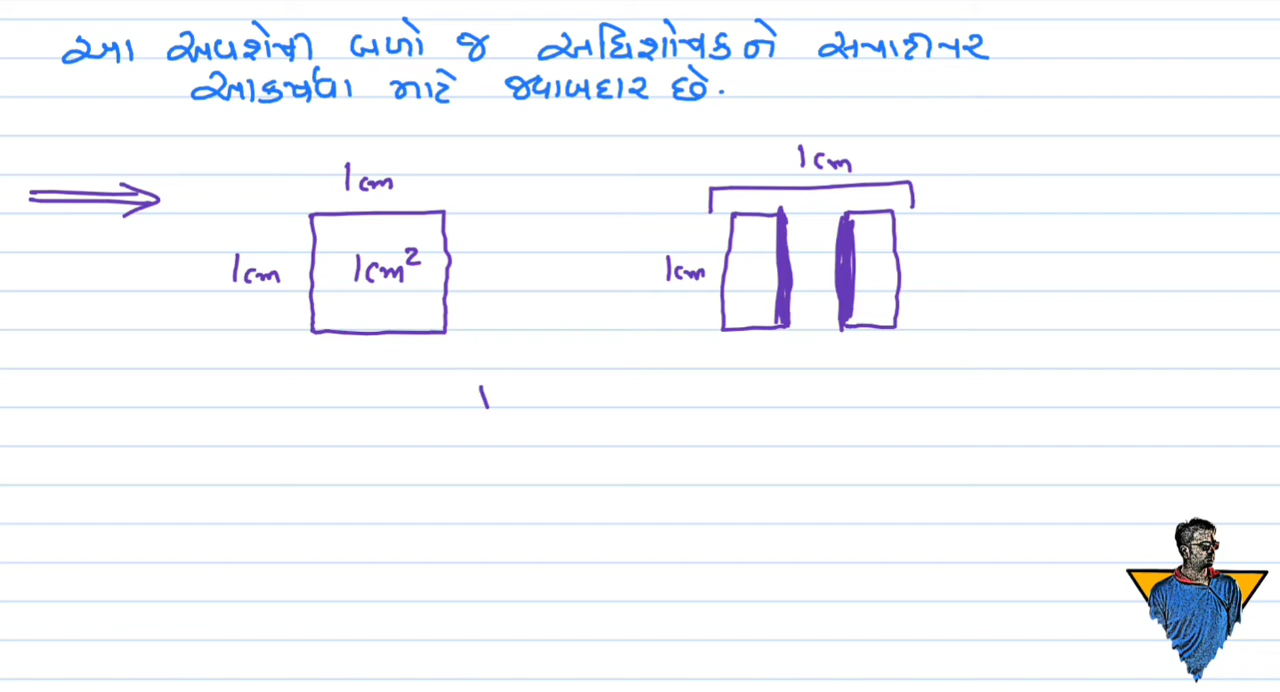 આ અવશેષી બળો જ અધિશોષકને સપાટી પર
આકર્ષવા માટે જવાબદાર છે.
1cm
1cm
1cm 1cm² 1cm